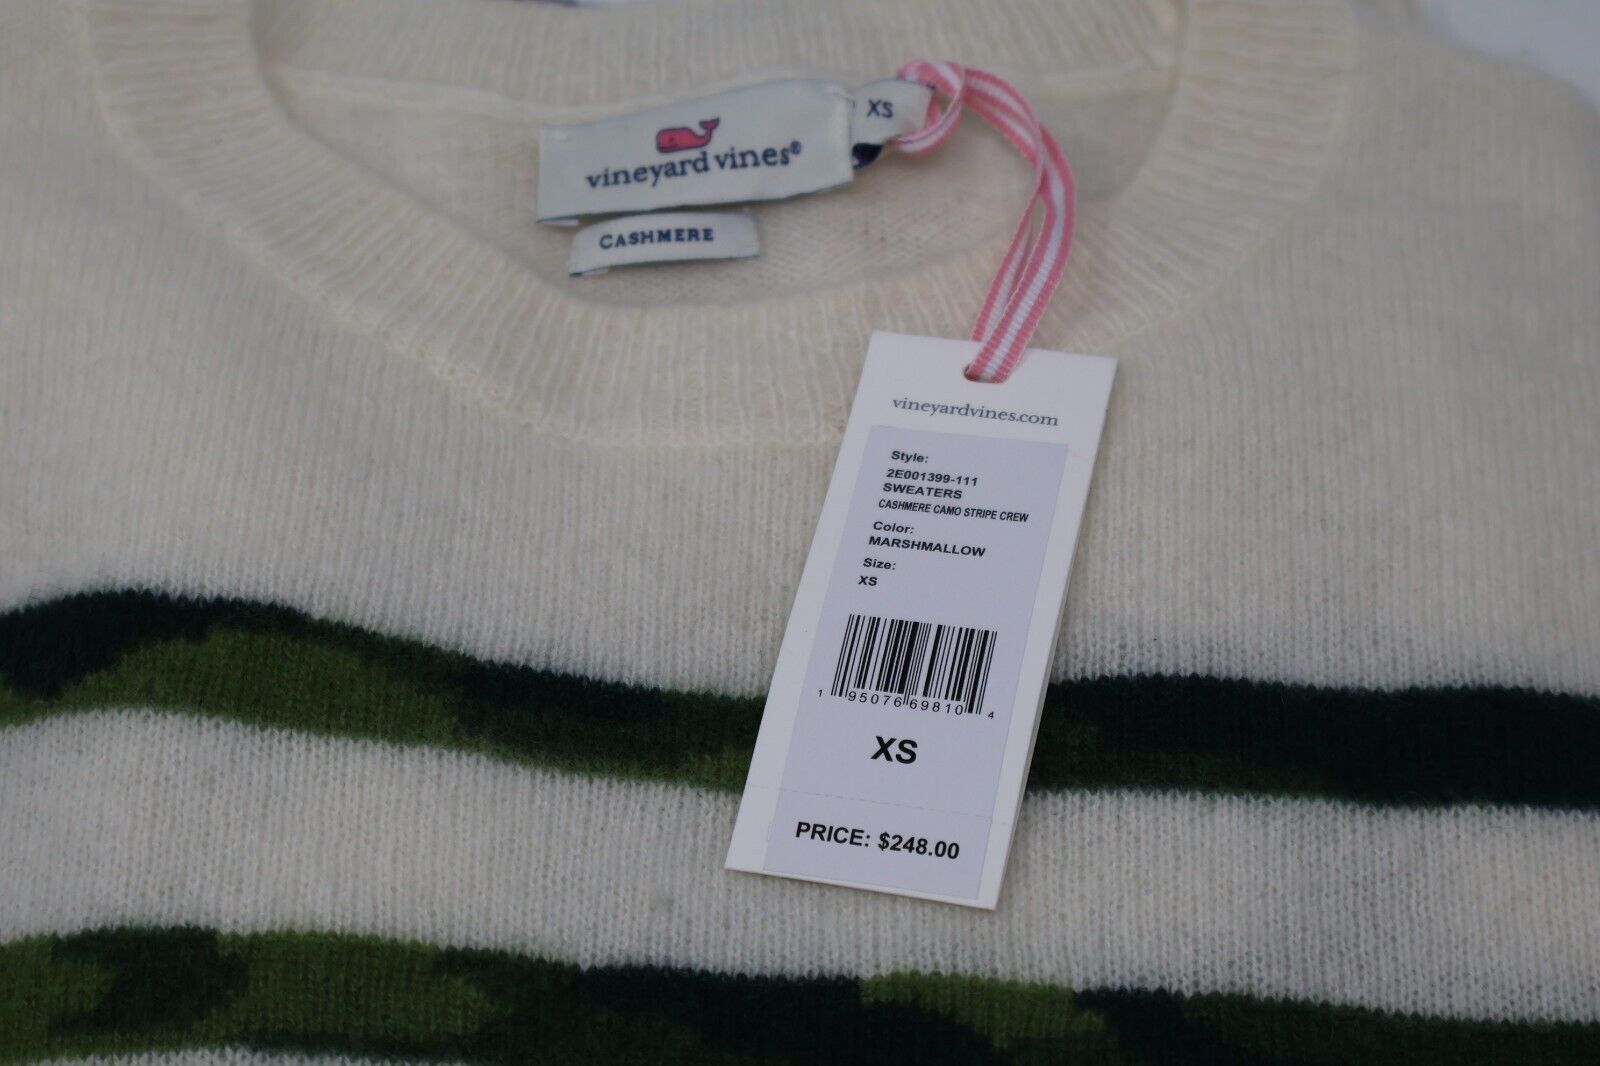 vineyard vines®
XS
CASHMERE
vineyardvines.com
Style:
2E001399-111
SWEATERS
CASHMERE CAMO STRIPE CREW
Color:
MARSHMALLOW
Size:
XS
1 95076 69810 4
XS
PRICE: $248.00